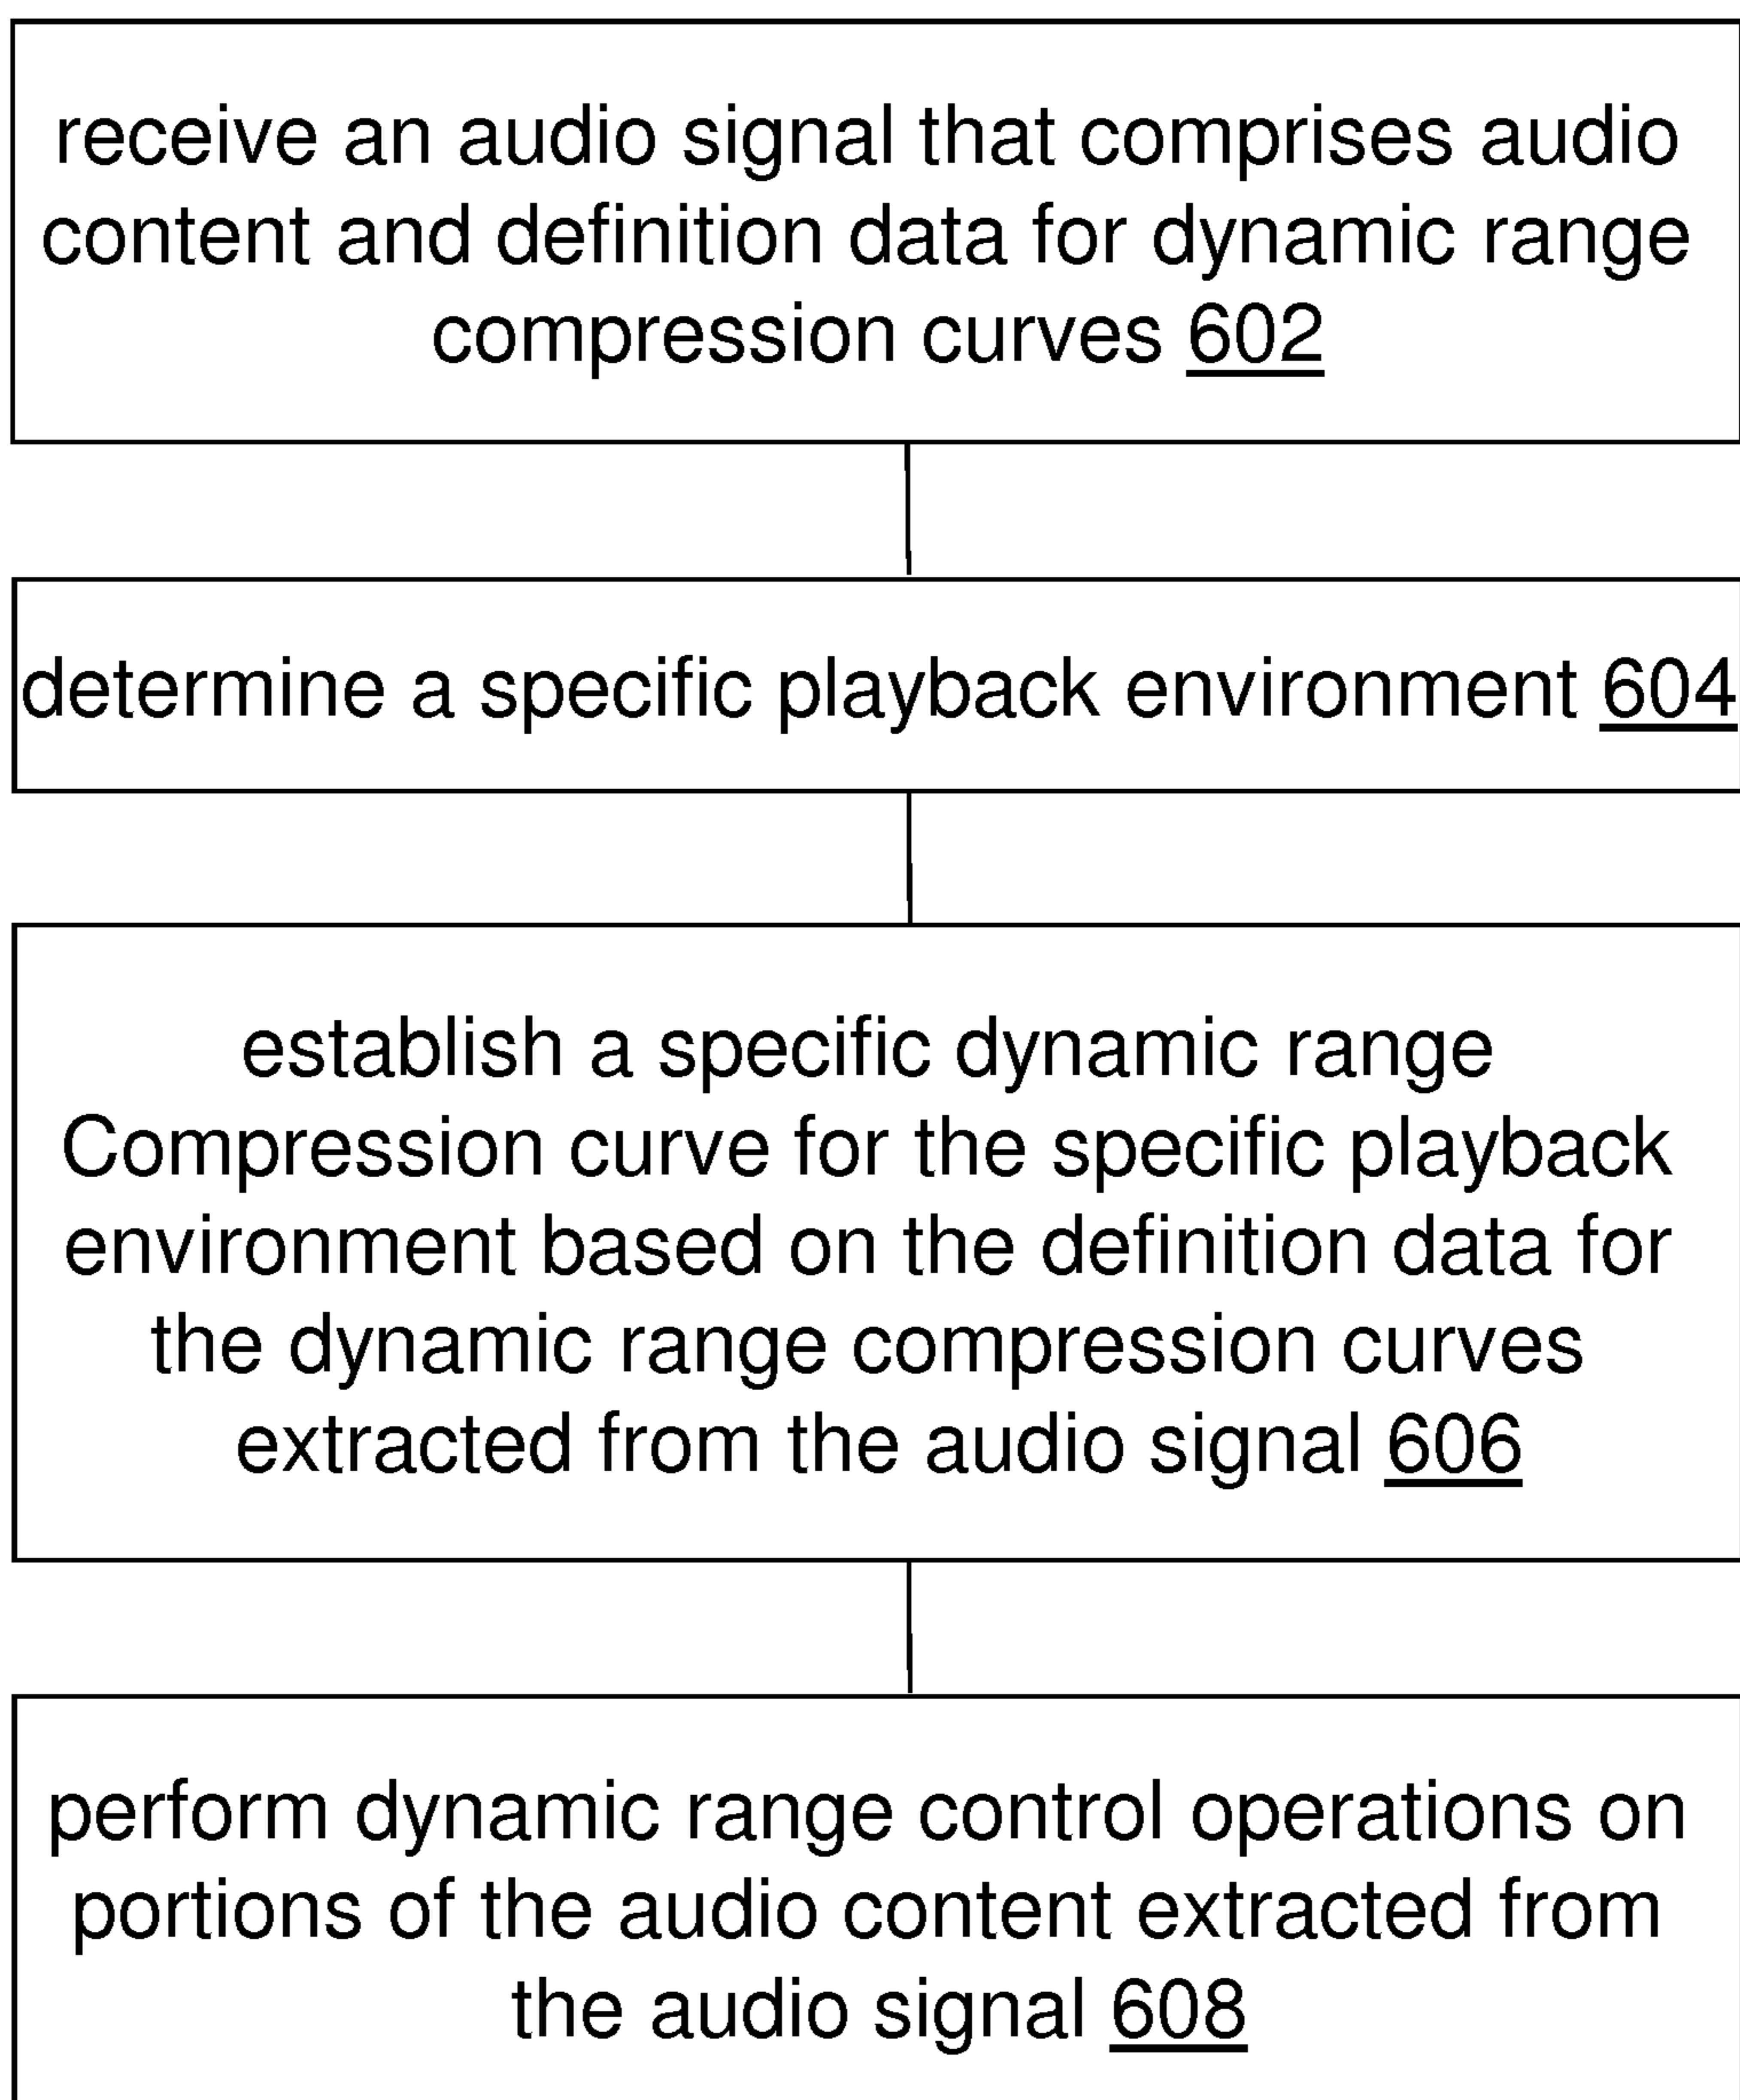 receive an audio signal that comprises audio
content and definition data for dynamic range
compression curves 602
determine a specific playback environment 604
establish a specific dynamic range
Compression curve for the specific playback
environment based on the definition data for
the dynamic range compression curves
extracted from the audio signal 606
perform dynamic range control operations on
portions of the audio content extracted from
the audio signal 608